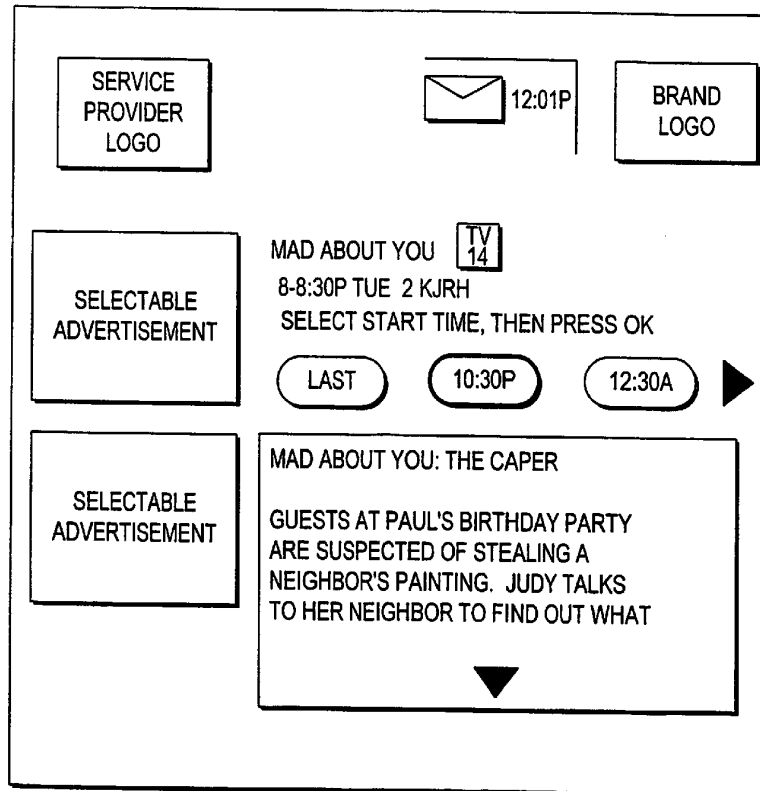 SERVICE
PROVIDER
LOGO
12:01P
BRAND
LOGO
SELECTABLE
ADVERTISEMENT
MAD ABOUT YOU
TV
14
8-8:30P TUE 2 KJRH
SELECT START TIME, THEN PRESS OK
LAST
10:30P
12:30A
SELECTABLE
ADVERTISEMENT
MAD ABOUT YOU: THE CAPER
GUESTS AT PAUL'S BIRTHDAY PARTY
ARE SUSPECTED OF STEALING A
NEIGHBOR'S PAINTING. JUDY TALKS
TO HER NEIGHBOR TO FIND OUT WHAT